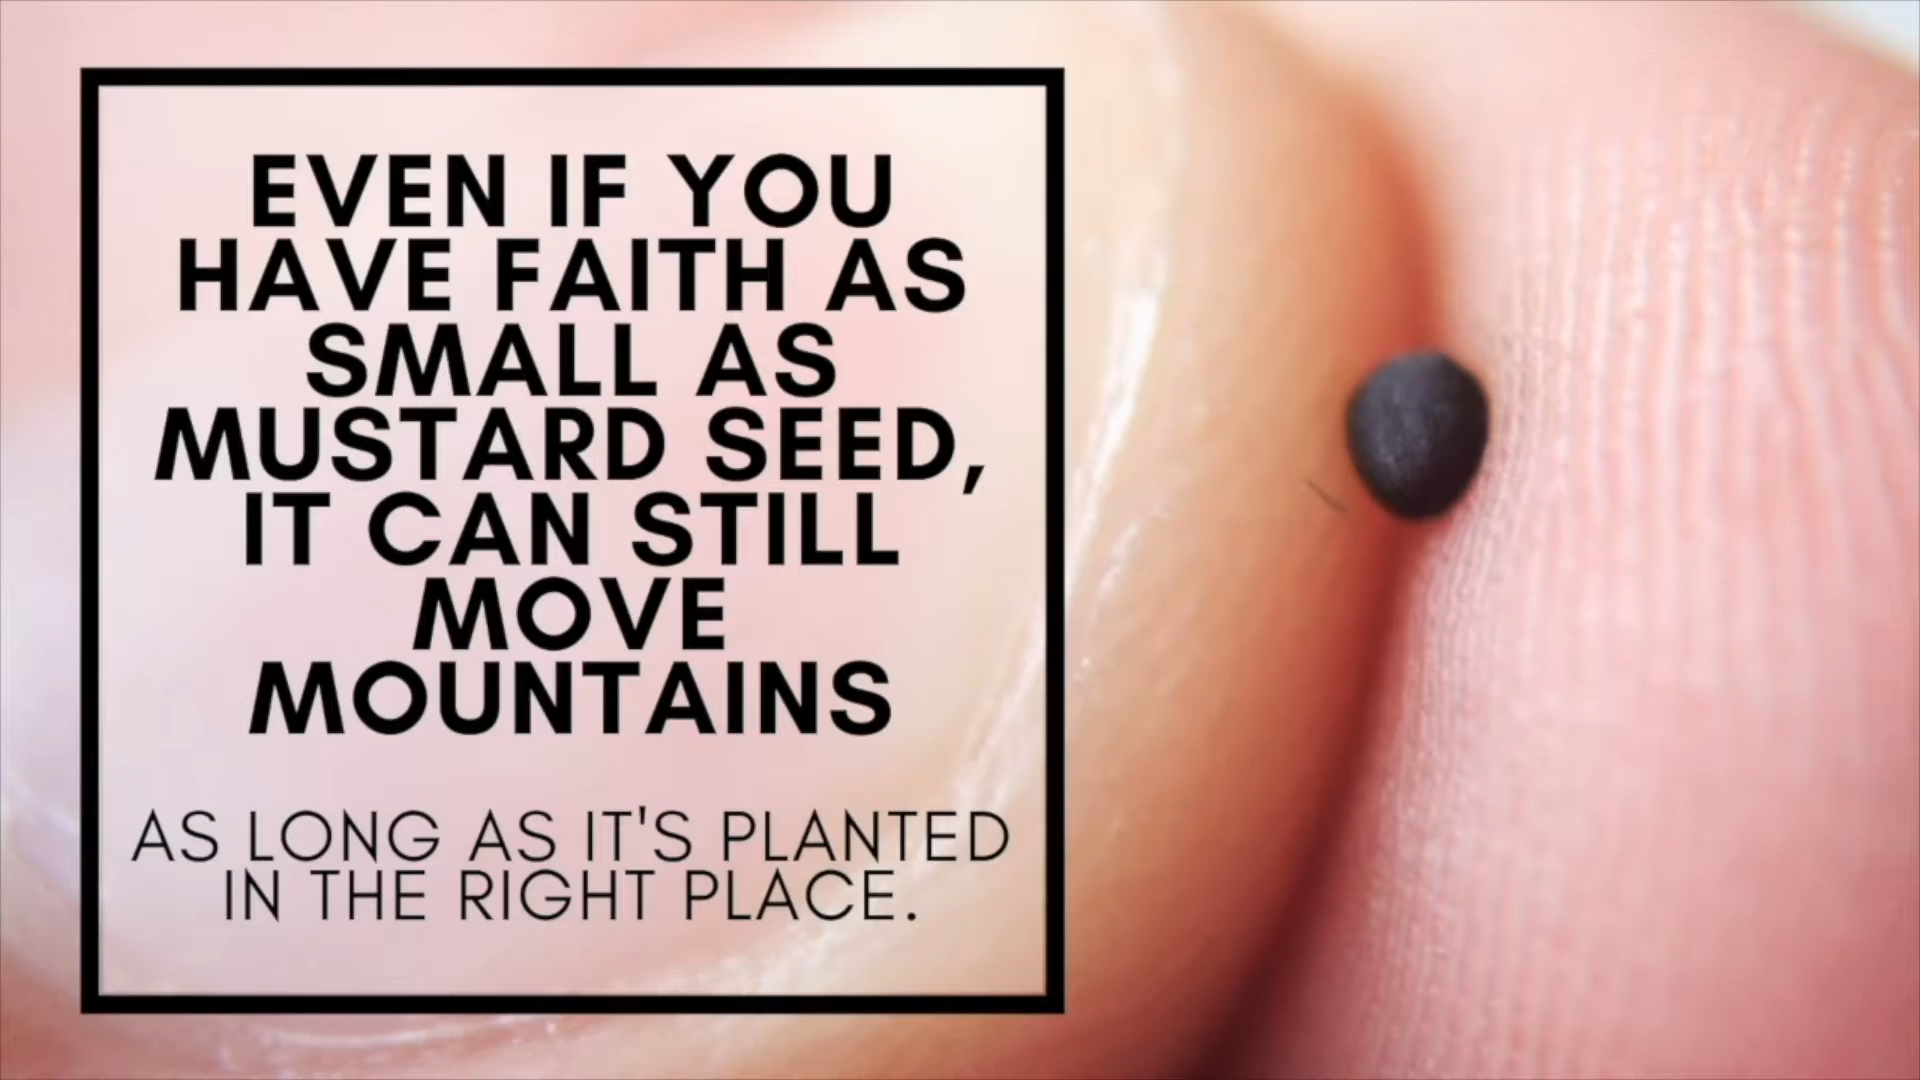 EVEN IF YOU
HAVE FAITH AS
SMALL AS
MUSTARD SEED,
IT CAN STILL
MOVE
MOUNTAINS
AS LONG AS IT'S PLANTED
IN THE RIGHT PLACE.